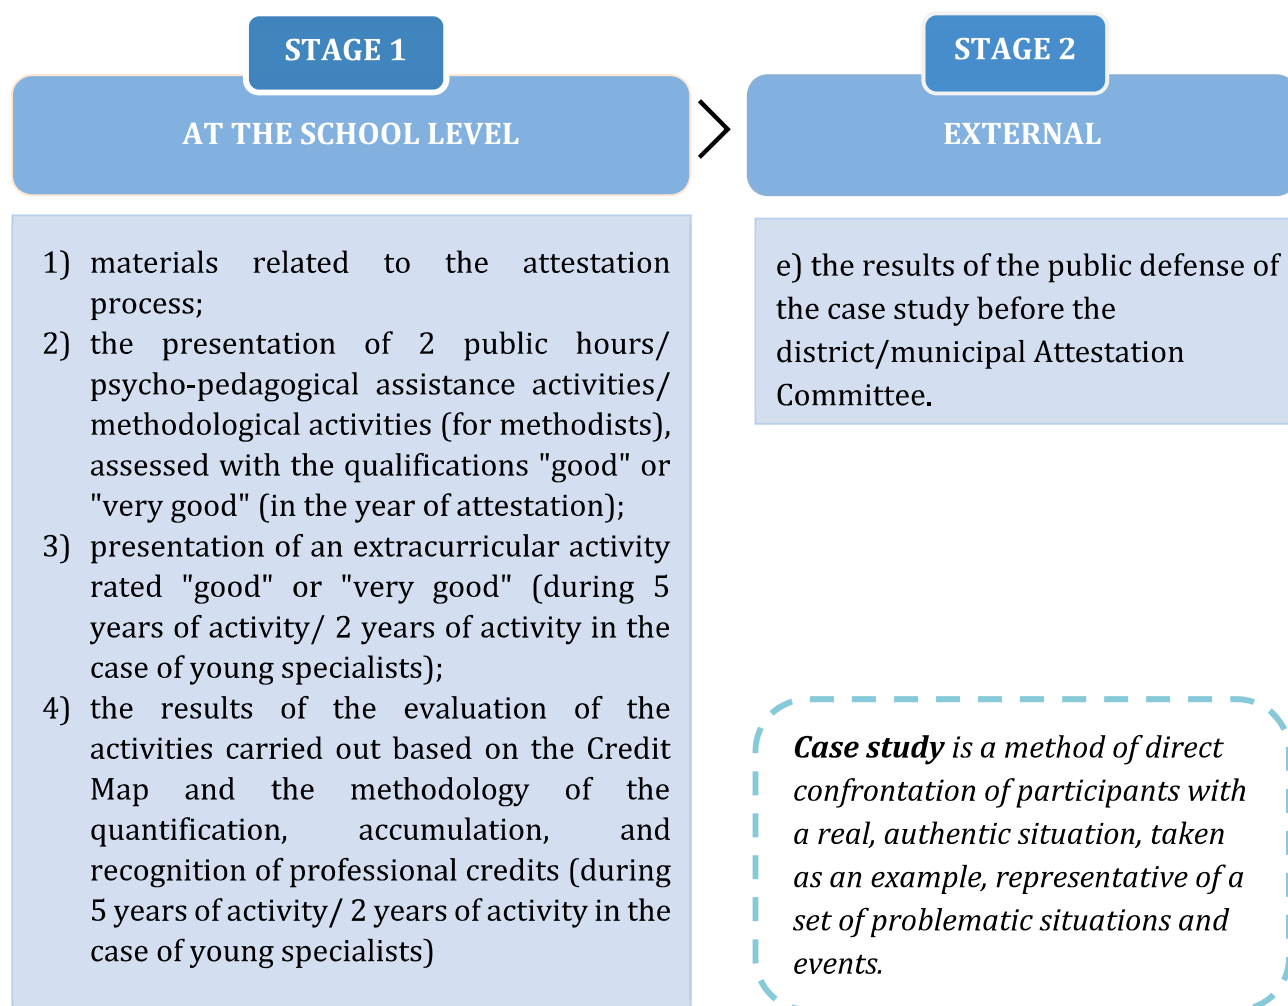 STAGE 1
AT THE SCHOOL LEVEL
1) materials related to the attestation
process;
2) the presentation of 2 public hours/
psycho-pedagogical assistance activities/
methodological activities (for methodists),
assessed with the qualifications "good" or
"very good" (in the year of attestation);
3) presentation of an extracurricular activity
rated "good" or "very good" (during 5
years of activity/ 2 years of activity in the
case of young specialists);
4) the results of the evaluation of the
activities carried out based on the Credit
Map and the methodology of the
quantification, accumulation, and
recognition of professional credits (during
5 years of activity/ 2 years of activity in the
case of young specialists)
STAGE 2
EXTERNAL
e) the results of the public defense of
the case study before the
district/municipal Attestation
Committee.
Case study is a method of direct
confrontation of participants with
a real, authentic situation, taken
as an example, representative of a
set of problematic situations and
events.